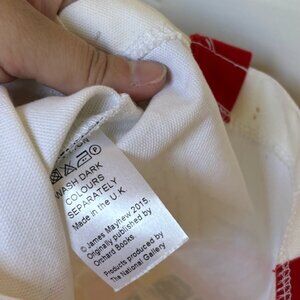 WASH DARK
COLOURS
SEPARATELY
Made in the U.K.
© James Mayhew 2015.
Originally published by
Orchard Books.
Products produced by
The National Gallery